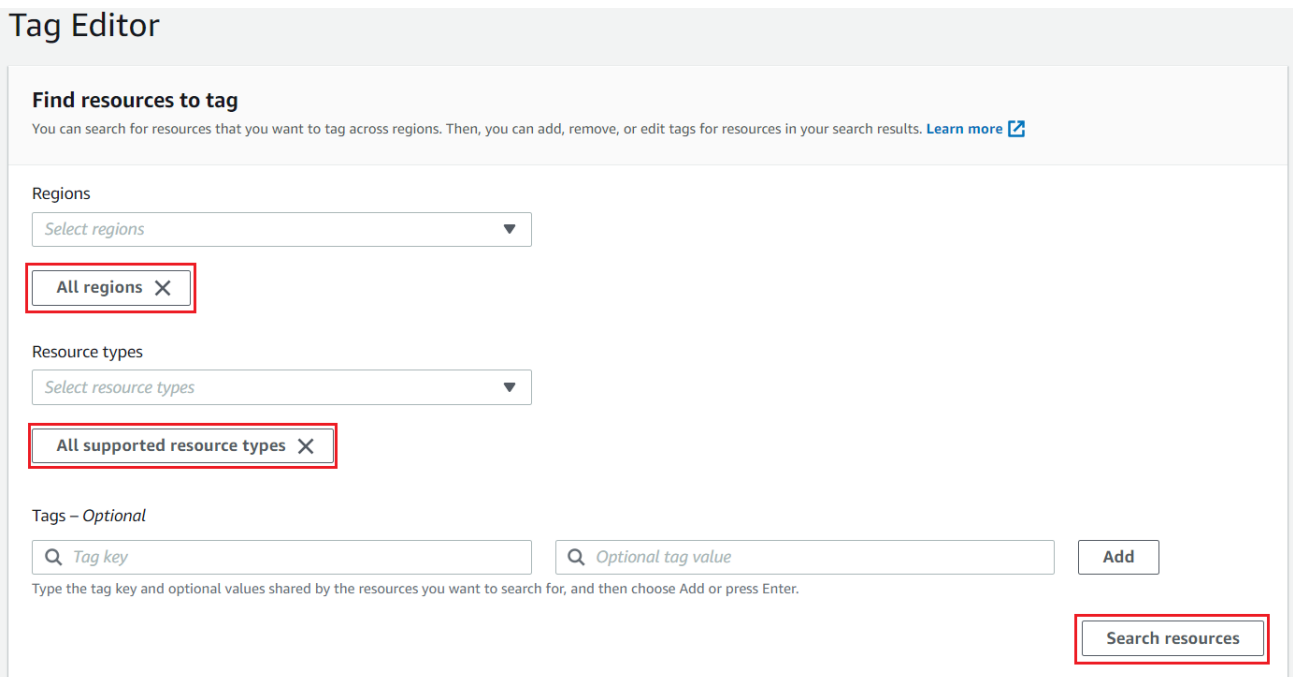 Tag Editor
Find resources to tag
You can search for resources that you want to tag across regions. Then, you can add, remove, or edit tags for resources in your search results. Learn more
Regions
Select regions
All regions
Resource types
Select resource types
All supported resource types
Tags – Optional
Tag key
Optional tag value
Add
Type the tag key and optional values shared by the resources you want to search for, and then choose Add or press Enter.
Search resources